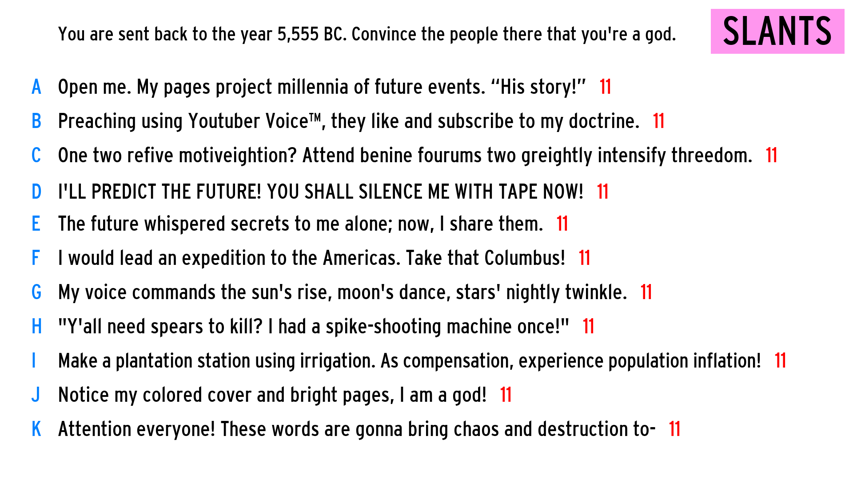 You are sent back to the year 5,555 BC. Convince the people there that you're a god.
SLANTS
A Open me. My pages project millennia of future events. “His story!” 11
B Preaching using Youtuber Voice™, they like and subscribe to my doctrine. 11
C One two refive motiveightion? Attend benine fourums two greightly intensify threedom. 11
D I'LL PREDICT THE FUTURE! YOU SHALL SILENCE ME WITH TAPE NOW! 11
E The future whispered secrets to me alone; now, I share them. 11
F I would lead an expedition to the Americas. Take that Columbus! 11
G My voice commands the sun's rise, moon's dance, stars' nightly twinkle. 11
H "Y'all need spears to kill? I had a spike-shooting machine once!" 11
I Make a plantation station using irrigation. As compensation, experience population inflation! 11
J Notice my colored cover and bright pages, I am a god! 11
K Attention everyone! These words are gonna bring chaos and destruction to- 11